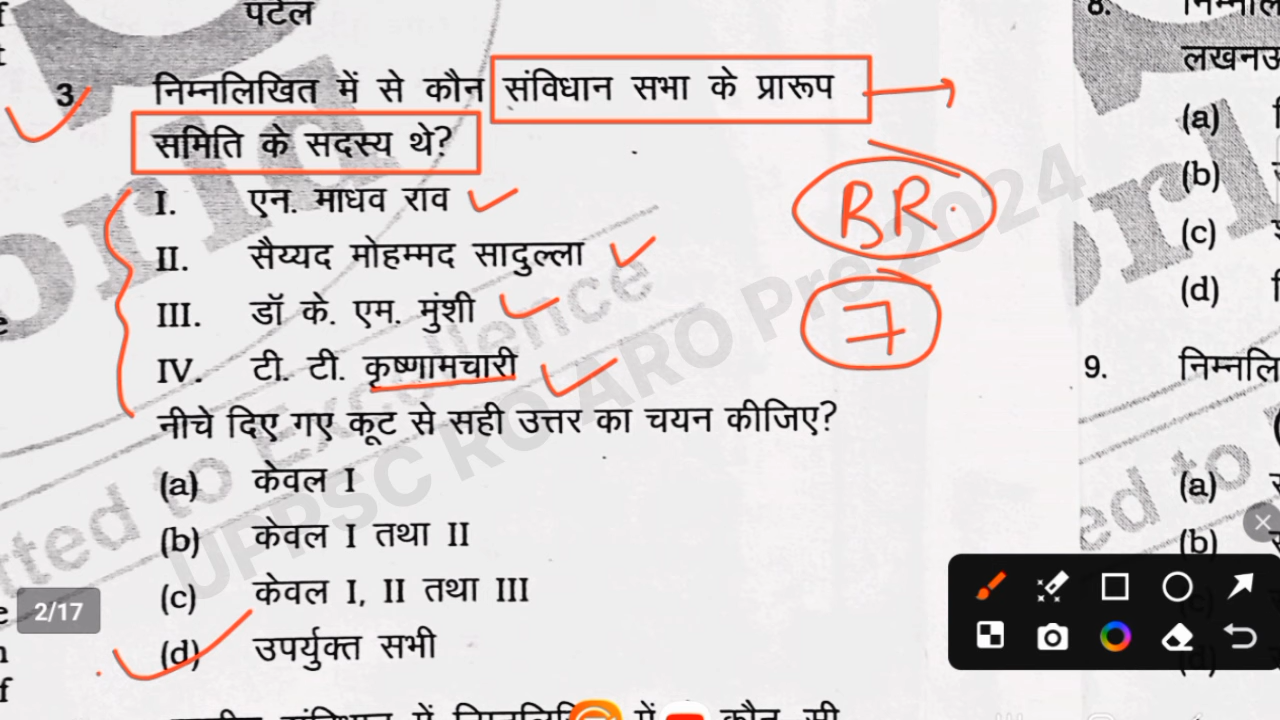 पटेल
3 निम्नलिखित में से कौन संविधान सभा के प्रारूप
समिति के सदस्य थे?
I. एन. माधव राव
II. सैय्यद मोहम्मद सादुल्ला
III. डॉ के. एम. मुंशी
IV. टी. टी. कृष्णामचारी
नीचे दिए गए कूट से सही उत्तर का चयन कीजिए?
(a) केवल I
(b) केवल I तथा II
(c) केवल I, II तथा III
(d) उपर्युक्त सभी
BR.
7
8.
(a)
(b)
(c)
(d)
9. निम्नलि
(a)
(b)
(c)
(d)
2/17
UPPSC RO ARO Pre 2024